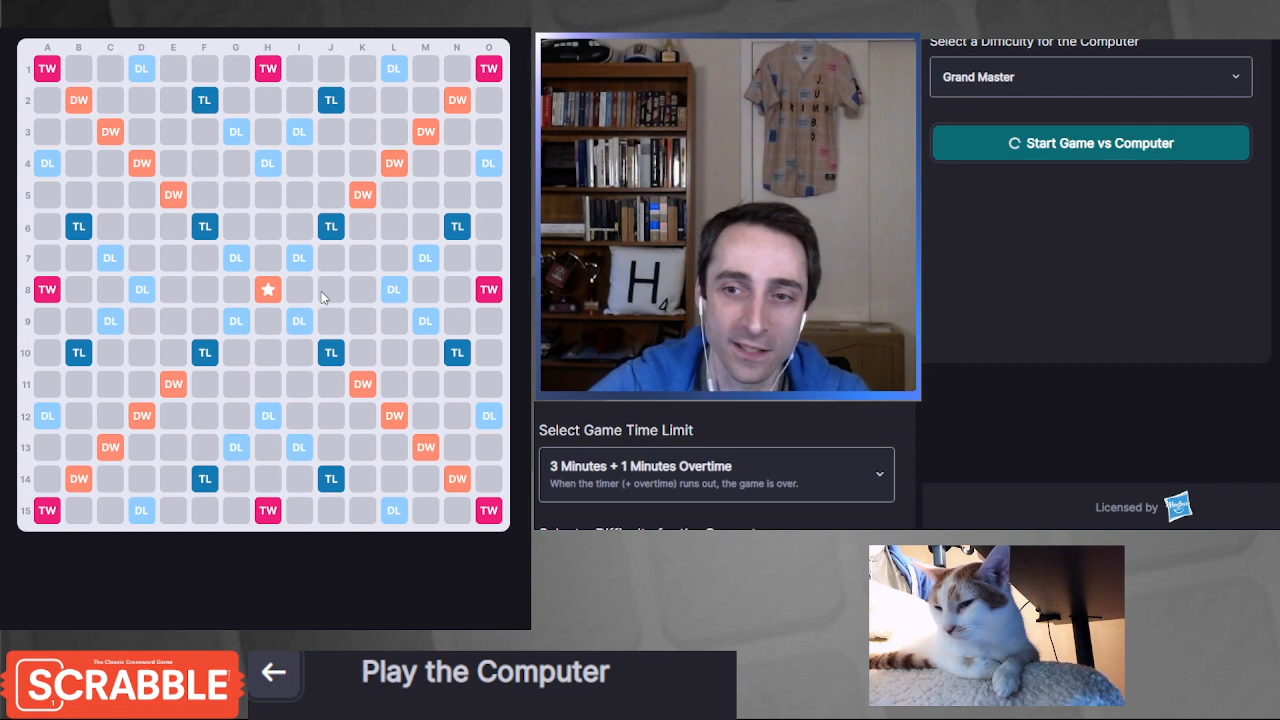 A B C D E F G H I J K L M N O
1 TW DL TW DL TW
2 DW TL TL DW
3 DW DL DL DW
4 DL DW DL DW DL
5 DW DW
6 TL TL TL TL
7 DL DL DL DL
8 TW DL DL TW
9 DL DL DL DL
10 TL TL TL TL
11 DW DW
12 DL DW DL DW DL
13 DW DL DL DW
14 DW TL TL DW
15 TW DL TW DL TW
H4
Select a Difficulty for the Computer
Grand Master
Start Game vs Computer
Select Game Time Limit
3 Minutes + 1 Minutes Overtime
When the timer (+ overtime) runs out, the game is over.
Licensed by
Hasbro
The Classic Crossword Game
SCRABBLE
1
Play the Computer